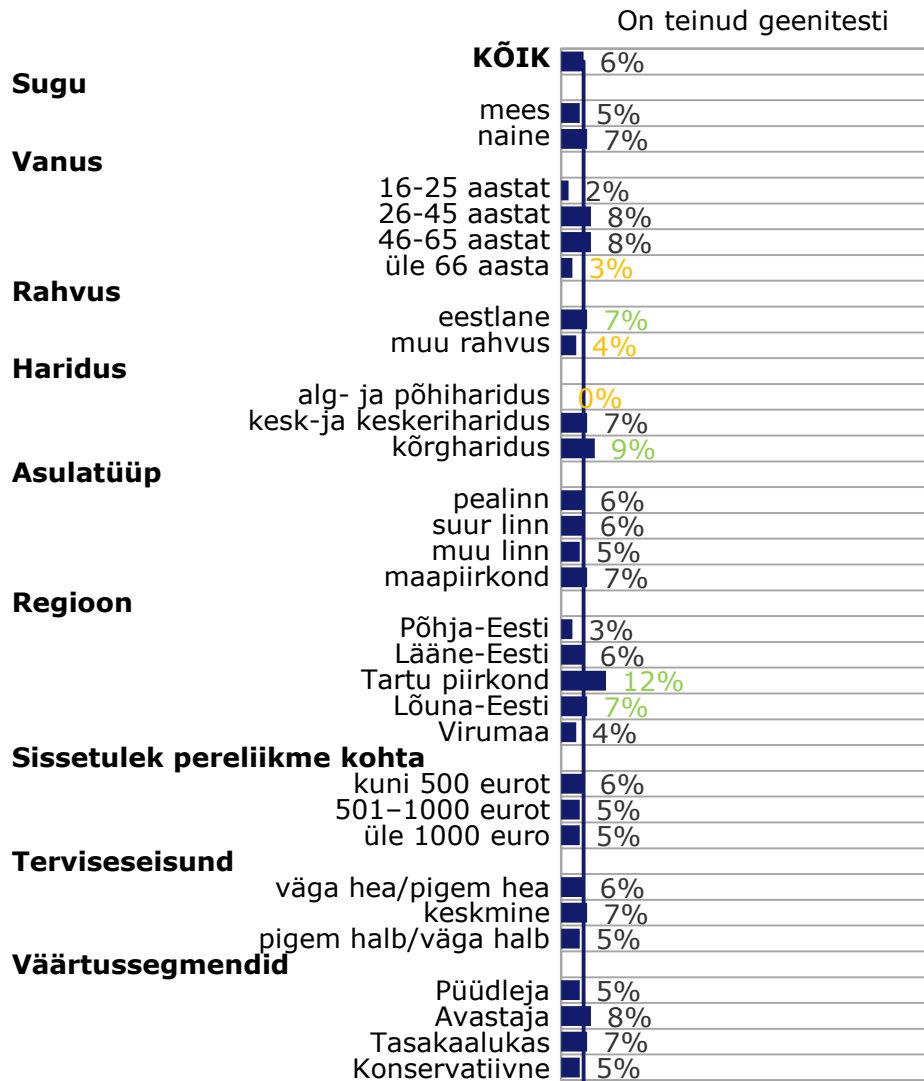 On teinud geenitesti
KÕIK 6%
Sugu
mees 5%
naine 7%
Vanus
16-25 aastat 2%
26-45 aastat 8%
46-65 aastat 8%
üle 66 aasta 3%
Rahvus
eestlane 7%
muu rahvus 4%
Haridus
alg- ja põhiharidus 0%
kesk-ja keskeriharidus 7%
kõrgharidus 9%
Asulatüüp
pealinn 6%
suur linn 6%
muu linn 5%
maapiirkond 7%
Regioon
Põhja-Eesti 3%
Lääne-Eesti 6%
Tartu piirkond 12%
Lõuna-Eesti 7%
Virumaa 4%
Sissetulek pereliikme kohta
kuni 500 eurot 6%
501–1000 eurot 5%
üle 1000 euro 5%
Terviseseisund
väga hea/pigem hea 6%
keskmine 7%
pigem halb/väga halb 5%
Väärtussegmendid
Püüdleja 5%
Avastaja 8%
Tasakaalukas 7%
Konservatiivne 5%